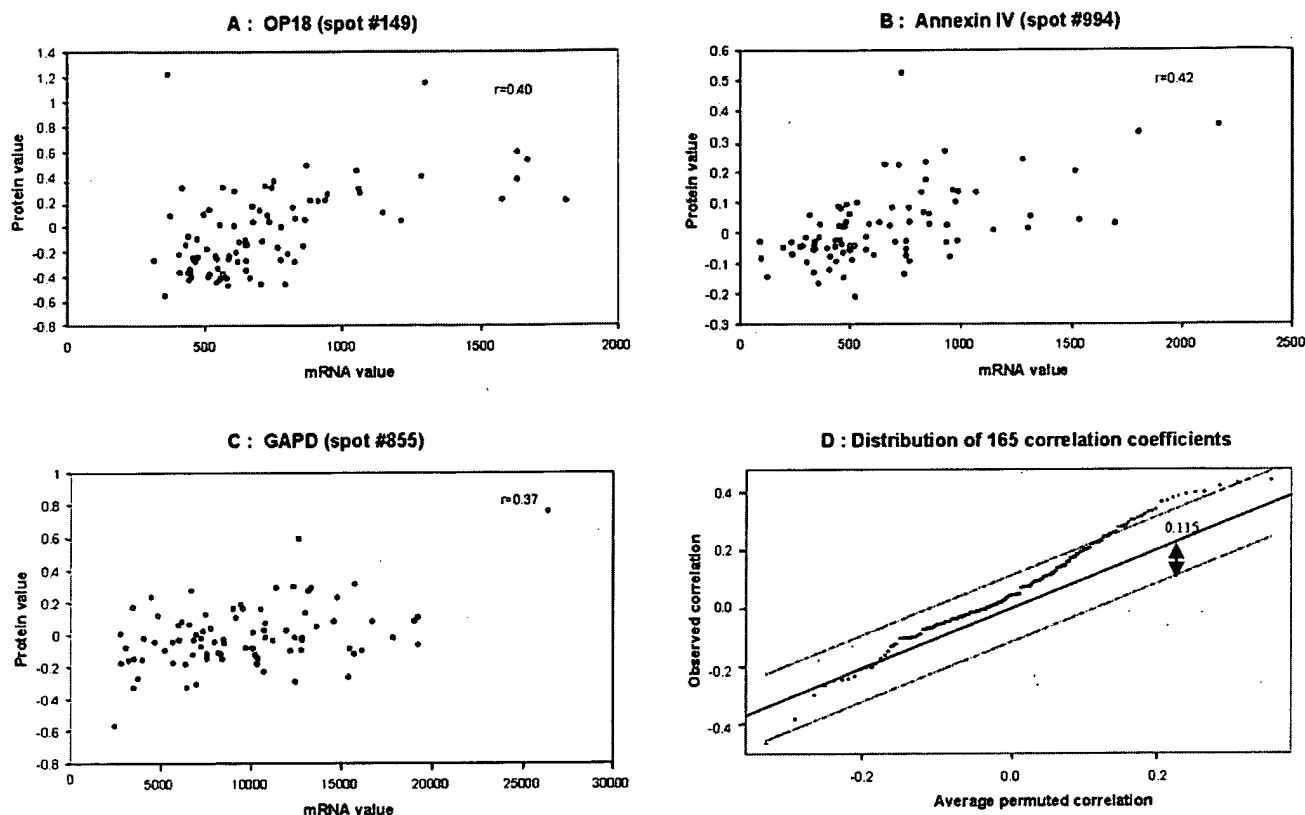 A : OP18 (spot #149)
1.4
1.2
1
0.8
0.6
0.4
0.2
0
-0.2
-0.4
-0.6
-0.8
Protein value
r=0.40
0 500 1000 1500 2000
mRNA value
B : Annexin IV (spot #994)
0.6
0.5
0.4
0.3
0.2
0.1
0
-0.1
-0.2
-0.3
Protein value
r=0.42
0 500 1000 1500 2000 2500
mRNA value
C : GAPD (spot #855)
1
0.8
0.6
0.4
0.2
0
-0.2
-0.4
-0.6
-0.8
Protein value
r=0.37
0 5000 10000 15000 20000 25000 30000
mRNA value
D : Distribution of 165 correlation coefficients
0.4
0.2
0.0
-0.2
-0.4
Observed correlation
0.115
-0.2 0.0 0.2
Average permuted correlation